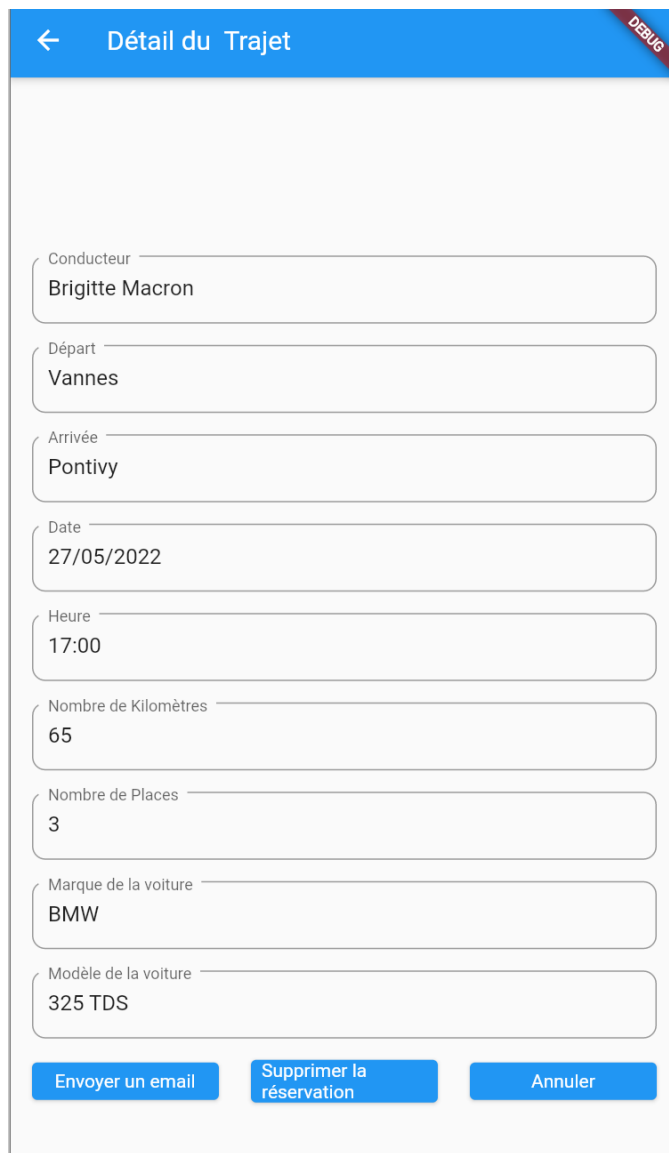 Détail du  Trajet
DEBUG
Conducteur
Brigitte Macron
Départ
Vannes
Arrivée
Pontivy
Date
27/05/2022
Heure
17:00
Nombre de Kilomètres
65
Nombre de Places
3
Marque de la voiture
BMW
Modèle de la voiture
325 TDS
Envoyer un email
Supprimer la
réservation
Annuler